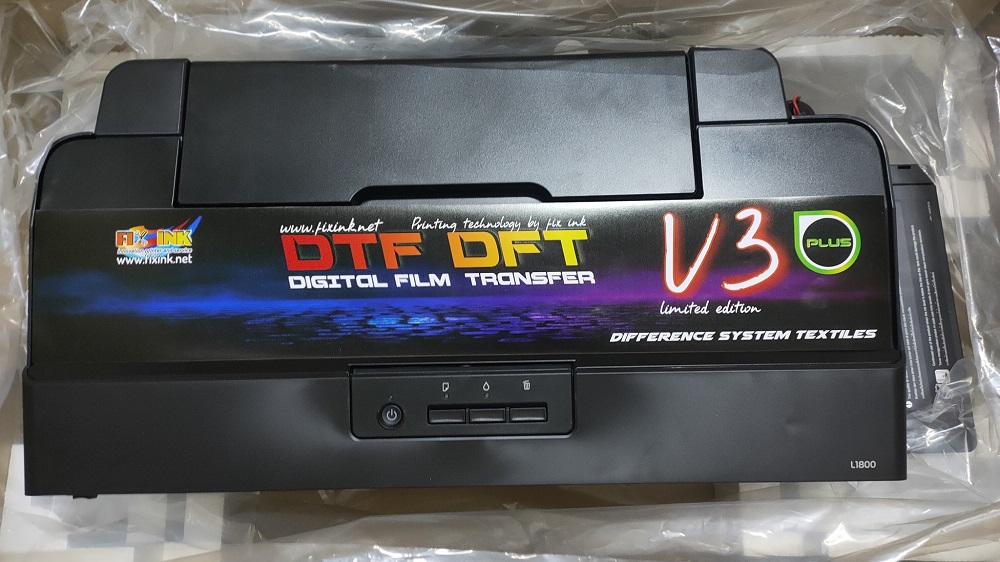 FIX INK
www.fixink.net
www.fixink.net Printing technology by fix ink
DTF DFT
DIGITAL FILM TRANSFER
V3
PLUS
limited edition
DIFFERENCE SYSTEM TEXTILES
L1800